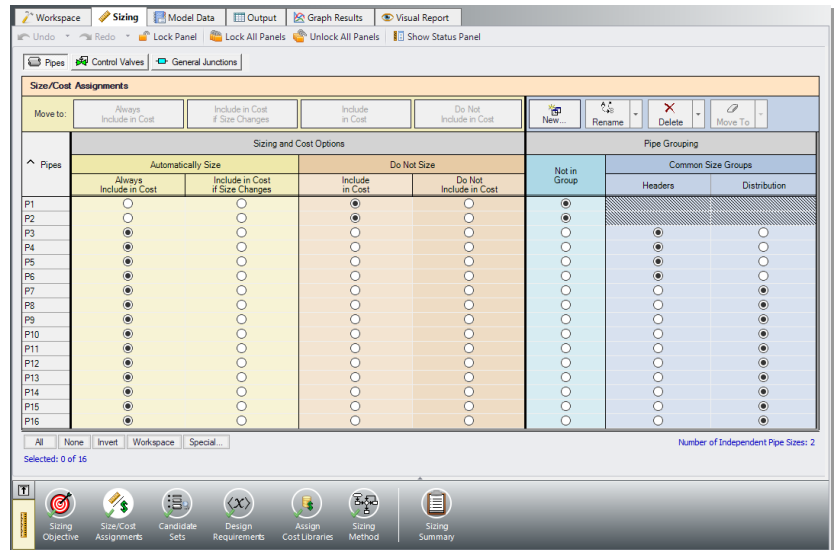 Workspace Sizing Model Data Output Graph Results Visual Report
Undo Redo Lock Panel Lock All Panels Unlock All Panels Show Status Panel
Pipes Control Valves General Junctions
Size/Cost Assignments
Move to: Always Include in Cost Include in Cost if Size Changes Include in Cost Do Not Include in Cost New... Rename Delete Move To
Sizing and Cost Options Pipe Grouping
Pipes Automatically Size Do Not Size Not in Group Common Size Groups
Always Include in Cost Include in Cost if Size Changes Include in Cost Do Not Include in Cost Headers Distribution
P1
P2
P3
P4
P5
P6
P7
P8
P9
P10
P11
P12
P13
P14
P15
P16
All None Invert Workspace Special... Number of Independent Pipe Sizes: 2
Selected: 0 of 16
Sizing Objective Size/Cost Assignments Candidate Sets Design Requirements Assign Cost Libraries Sizing Method Sizing Summary